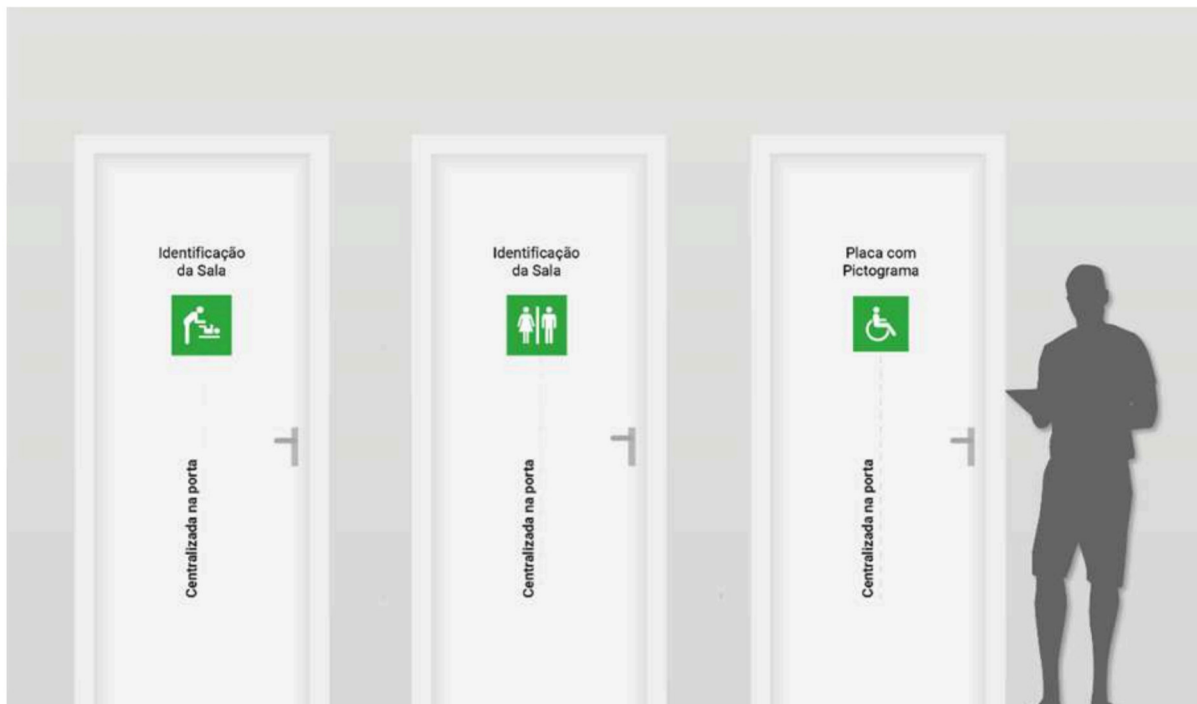 Identificação
da Sala
Centralizada na porta
Identificação
da Sala
Centralizada na porta
Placa com
Pictograma
Centralizada na porta